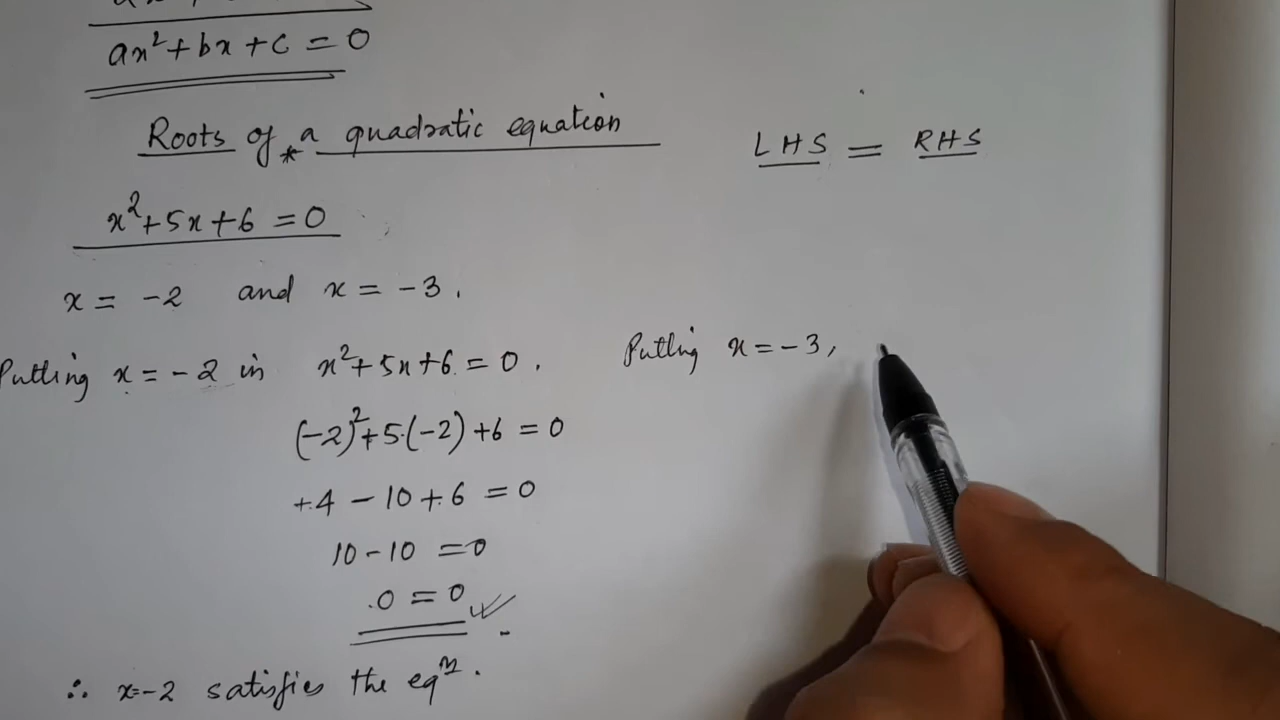 ax²+bx+c=0
Roots of a quadratic equation
*
LHS = RHS
x²+5x+6=0
x = -2 and x = -3.
Putting x = -2 in x²+5x+6=0.
(-2)²+5.(-2)+6=0
+4-10+6=0
10-10=0
0=0
∴ x=-2 satisfies the eqn.
Putting x=-3,